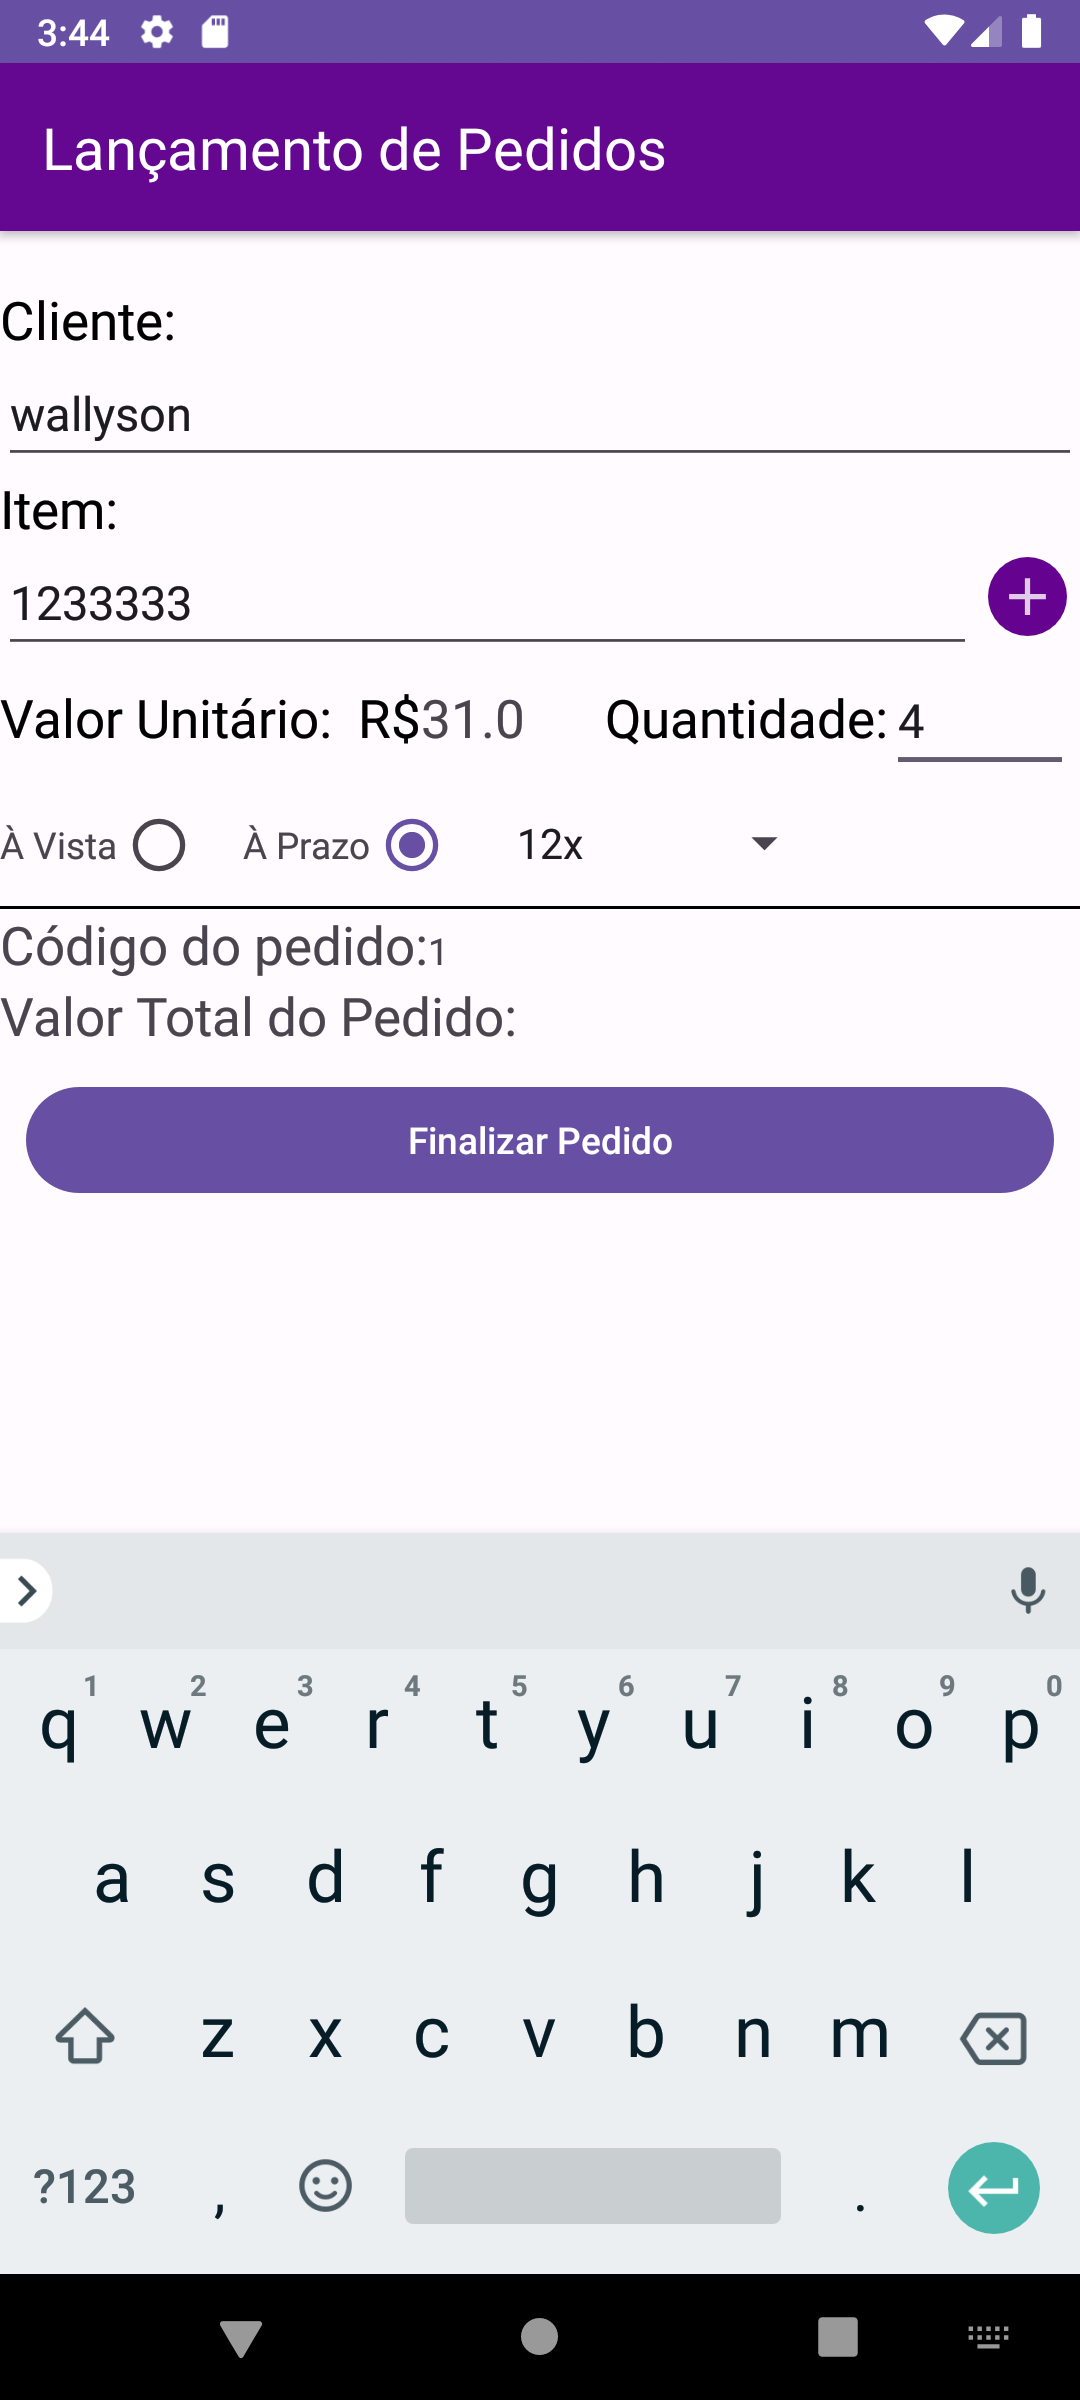 3:44
Lançamento de Pedidos
Cliente:
wallyson
Item:
1233333
Valor Unitário: R$31.0 Quantidade: 4
À Vista À Prazo 12x
Código do pedido:1
Valor Total do Pedido:
Finalizar Pedido
1 2 3 4 5 6 7 8 9 0
q w e r t y u i o p
a s d f g h j k l
z x c v b n m
?123 , .